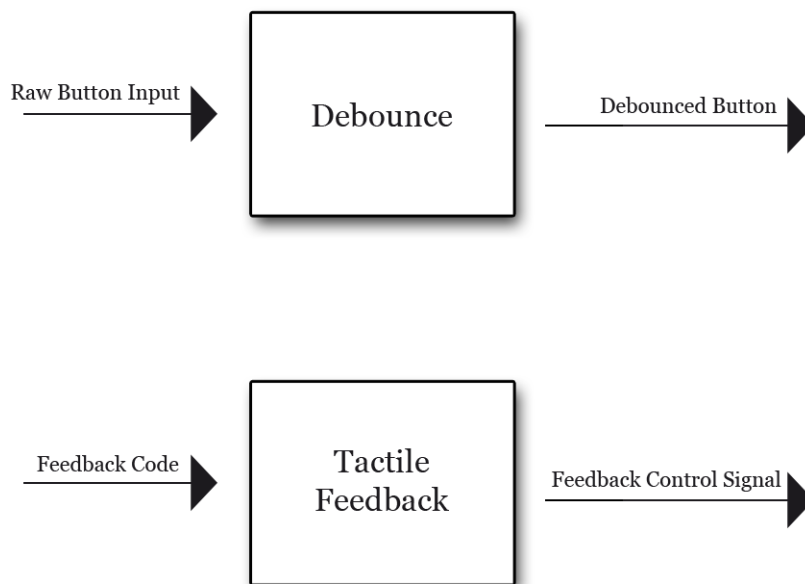 Raw Button Input
Debounce
Debounced Button
Feedback Code
Tactile
Feedback
Feedback Control Signal